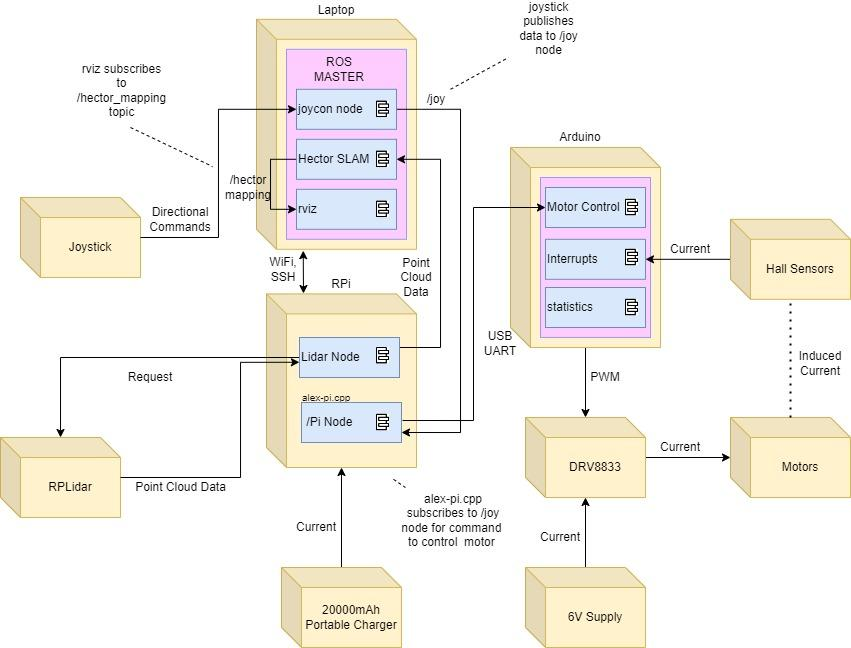 Laptop
joystick
publishes
data to /joy
node
ROS
MASTER
rviz subscribes
to
/hector_mapping
topic
joycon node
/joy
Hector SLAM
/hector
mapping
rviz
Arduino
Motor Control
Interrupts
statistics
Joystick
Directional
Commands
WiFi,
SSH
RPi
Point
Cloud
Data
Current
Hall Sensors
USB
UART
Lidar Node
Request
alex-pi.cpp
/Pi Node
PWM
Induced
Current
RPLidar
Point Cloud Data
DRV8833
Current
Motors
alex-pi.cpp
subscribes to /joy
node for command
to control  motor
Current
Current
20000mAh
Portable Charger
6V Supply